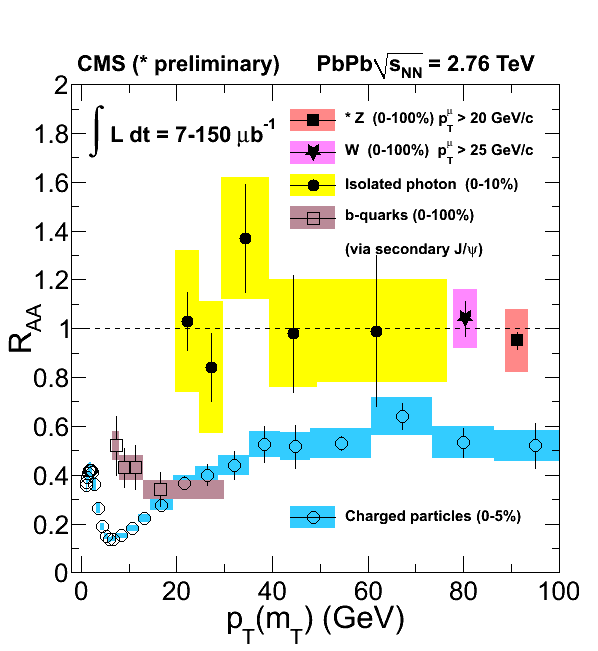 CMS (* preliminary) PbPb√sNN = 2.76 TeV
2
1.8
1.6
1.4
1.2
1
0.8
0.6
0.4
0.2
0
RAA
∫ L dt = 7-150 μb-1
* Z (0-100%) pTμ > 20 GeV/c
W (0-100%) pTμ > 25 GeV/c
Isolated photon (0-10%)
b-quarks (0-100%)
(via secondary J/ψ)
Charged particles (0-5%)
0 20 40 60 80 100
pT(mT) (GeV)